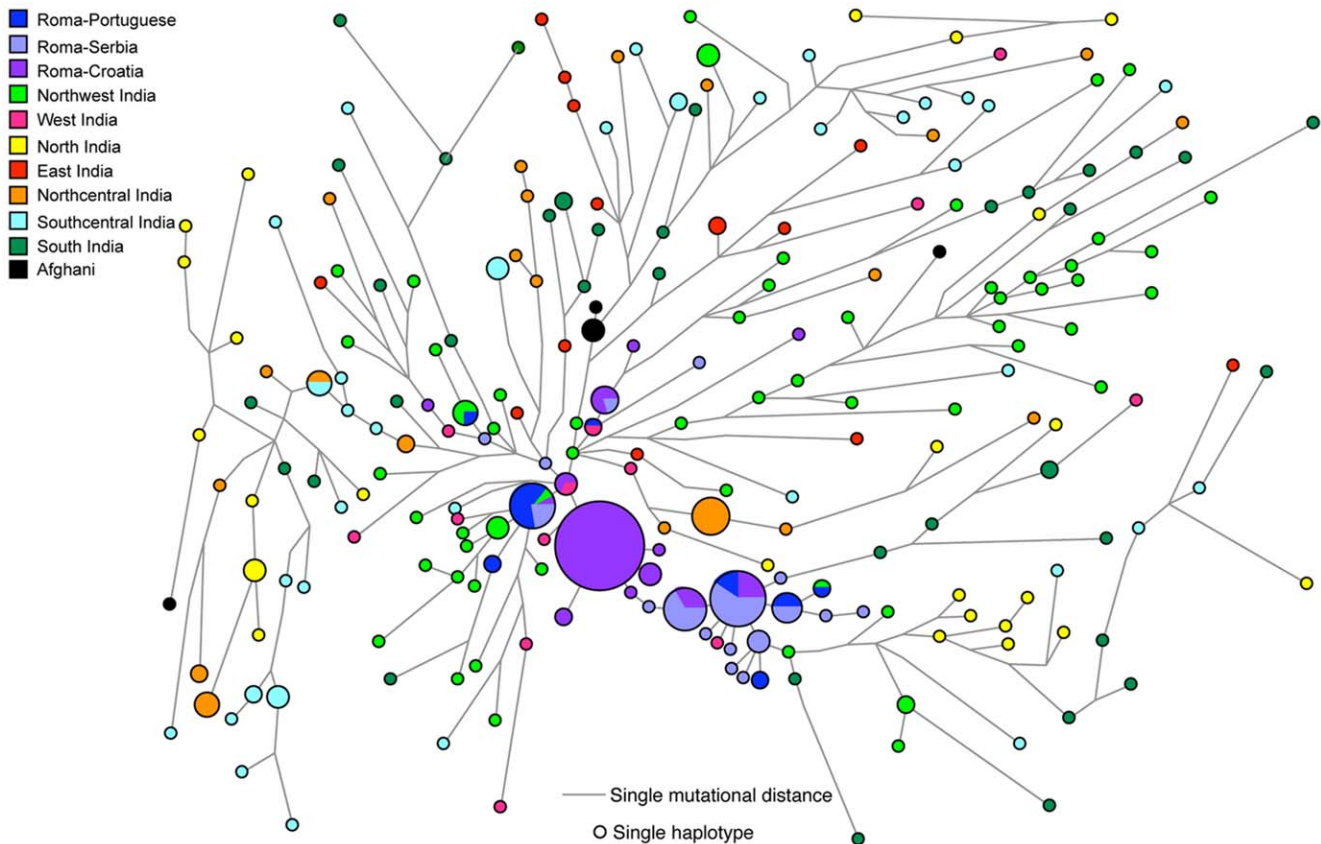 Roma-Portuguese
Roma-Serbia
Roma-Croatia
Northwest India
West India
North India
East India
Northcentral India
Southcentral India
South India
Afghani
Single mutational distance
Single haplotype